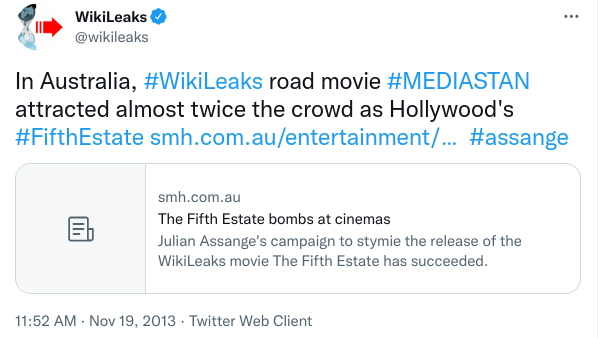 WikiLeaks
@wikileaks
In Australia, #WikiLeaks road movie #MEDIASTAN
attracted almost twice the crowd as Hollywood's
#FifthEstate smh.com.au/entertainment/… #assange
smh.com.au
The Fifth Estate bombs at cinemas
Julian Assange's campaign to stymie the release of the
WikiLeaks movie The Fifth Estate has succeeded.
11:52 AM · Nov 19, 2013 · Twitter Web Client